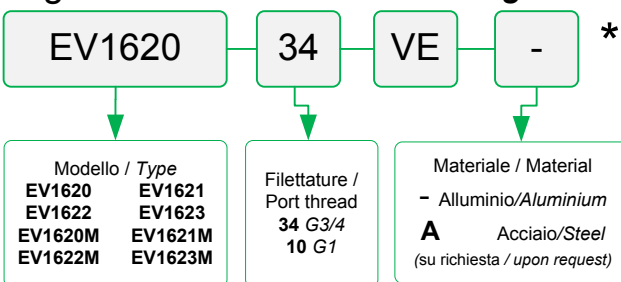 EV1620 34 VE - *
Modello / Type
EV1620 EV1621
EV1622 EV1623
EV1620M EV1621M
EV1622M EV1623M
Filettature /
Port thread
34 G3/4
10 G1
Materiale / Material
- Alluminio/Aluminium
A Acciaio/Steel
(su richiesta / upon request)